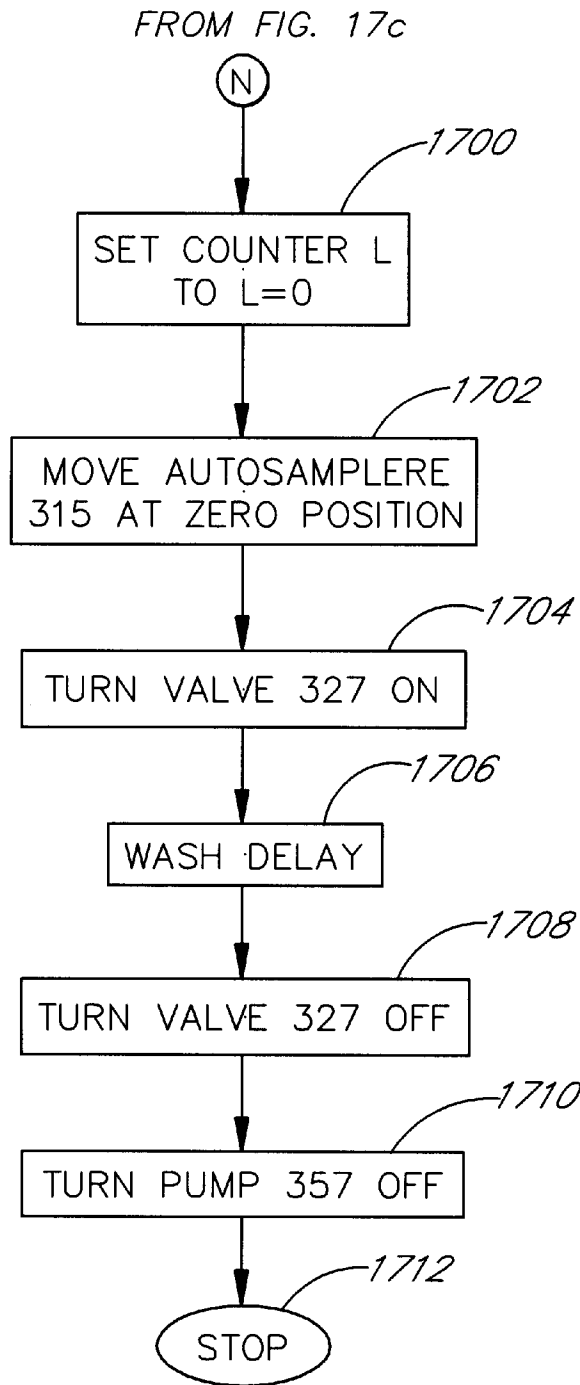 FROM FIG. 17c
N
1700
SET COUNTER L
TO L=0
1702
MOVE AUTOSAMPLERE
315 AT ZERO POSITION
1704
TURN VALVE 327 ON
1706
WASH DELAY
1708
TURN VALVE 327 OFF
1710
TURN PUMP 357 OFF
1712
STOP